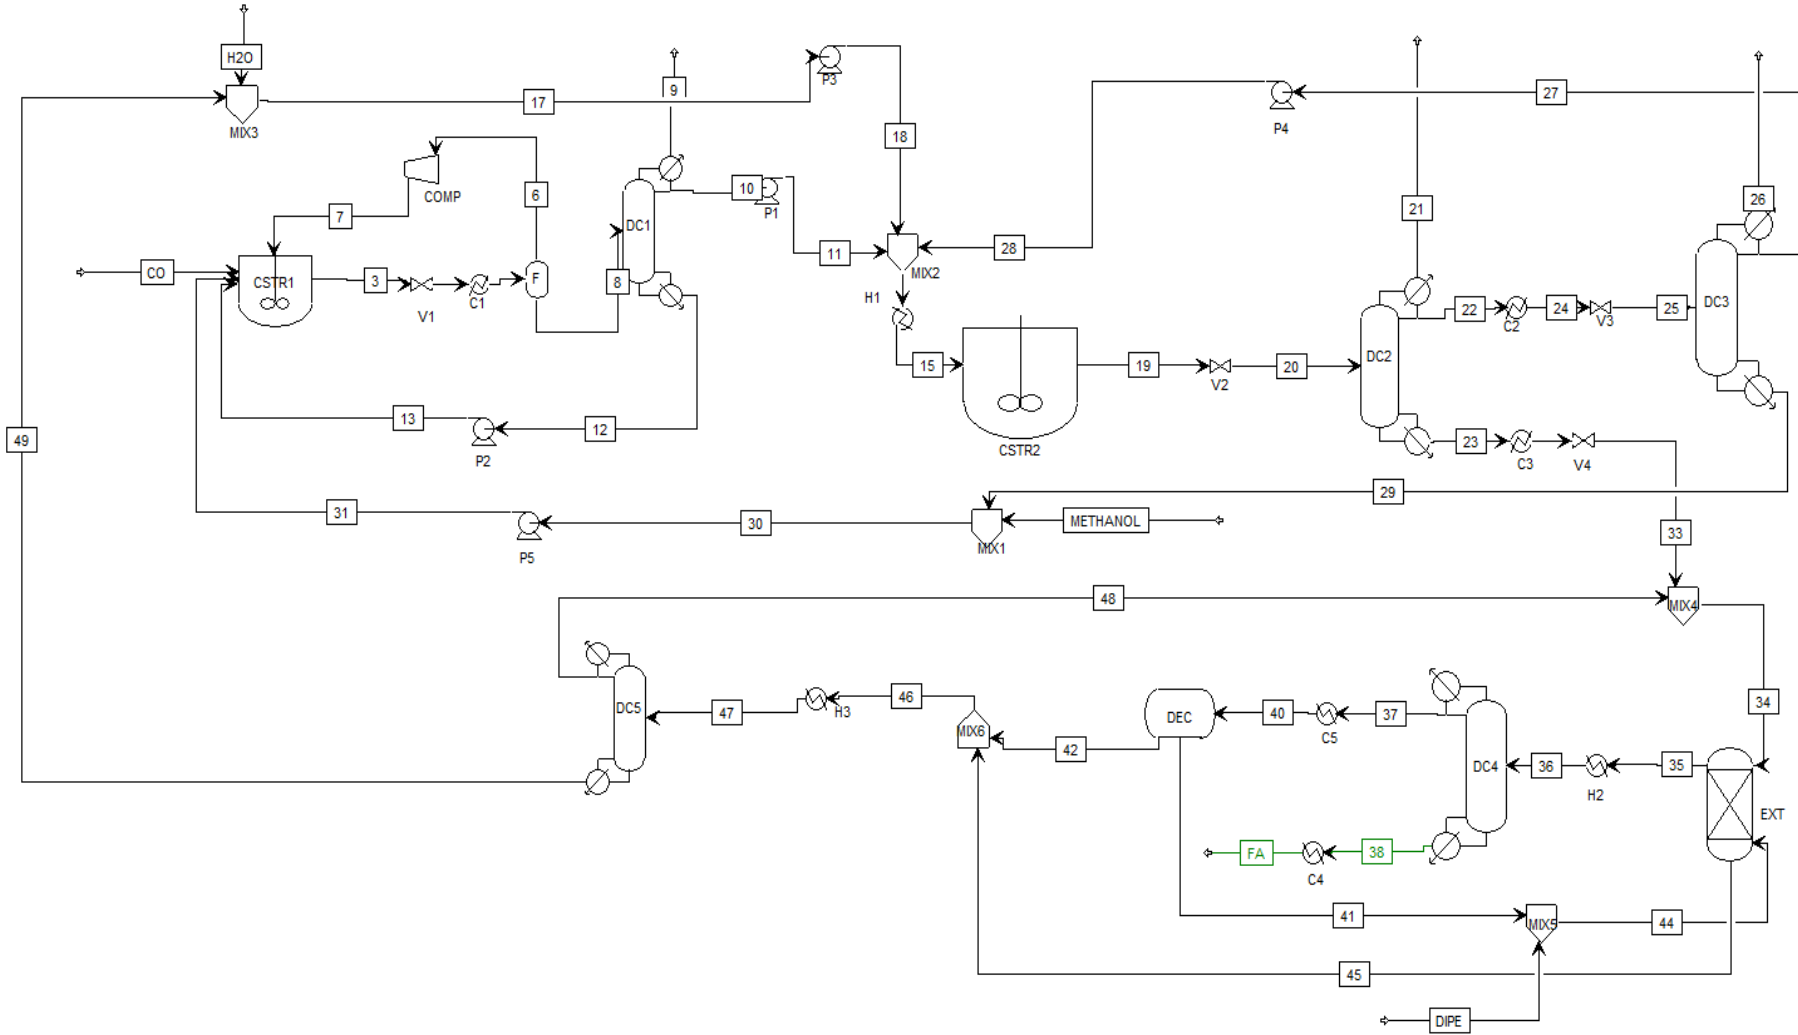 H2O
MIX3
17
P3
9
18
27
P4
COMP
6
7
DC1
10
P1
11
MIX2
28
21
26
CO
CSTR1
3
V1
C1
F
8
H1
15
CSTR2
19
V2
20
DC2
22
C2
24
V3
25
DC3
49
13
P2
12
23
C3
V4
29
31
P5
30
MIX1
METHANOL
33
48
MIX4
DC5
47
H3
46
MIX6
42
DEC
40
C5
37
DC4
36
H2
35
34
EXT
FA
C4
38
41
MIX5
44
45
DIPE